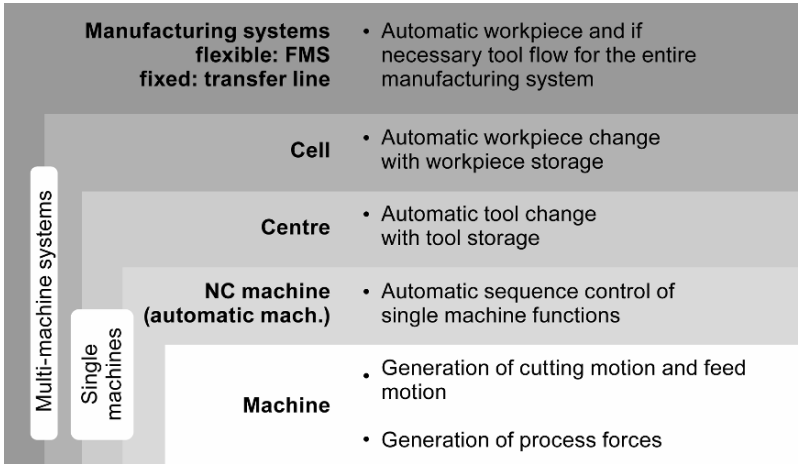 Manufacturing systems
flexible: FMS
fixed: transfer line
• Automatic workpiece and if
necessary tool flow for the entire
manufacturing system
Cell
• Automatic workpiece change
with workpiece storage
Centre
• Automatic tool change
with tool storage
NC machine
(automatic mach.)
• Automatic sequence control of
single machine functions
Machine
• Generation of cutting motion and feed
motion
• Generation of process forces
Multi-machine systems
Single
machines